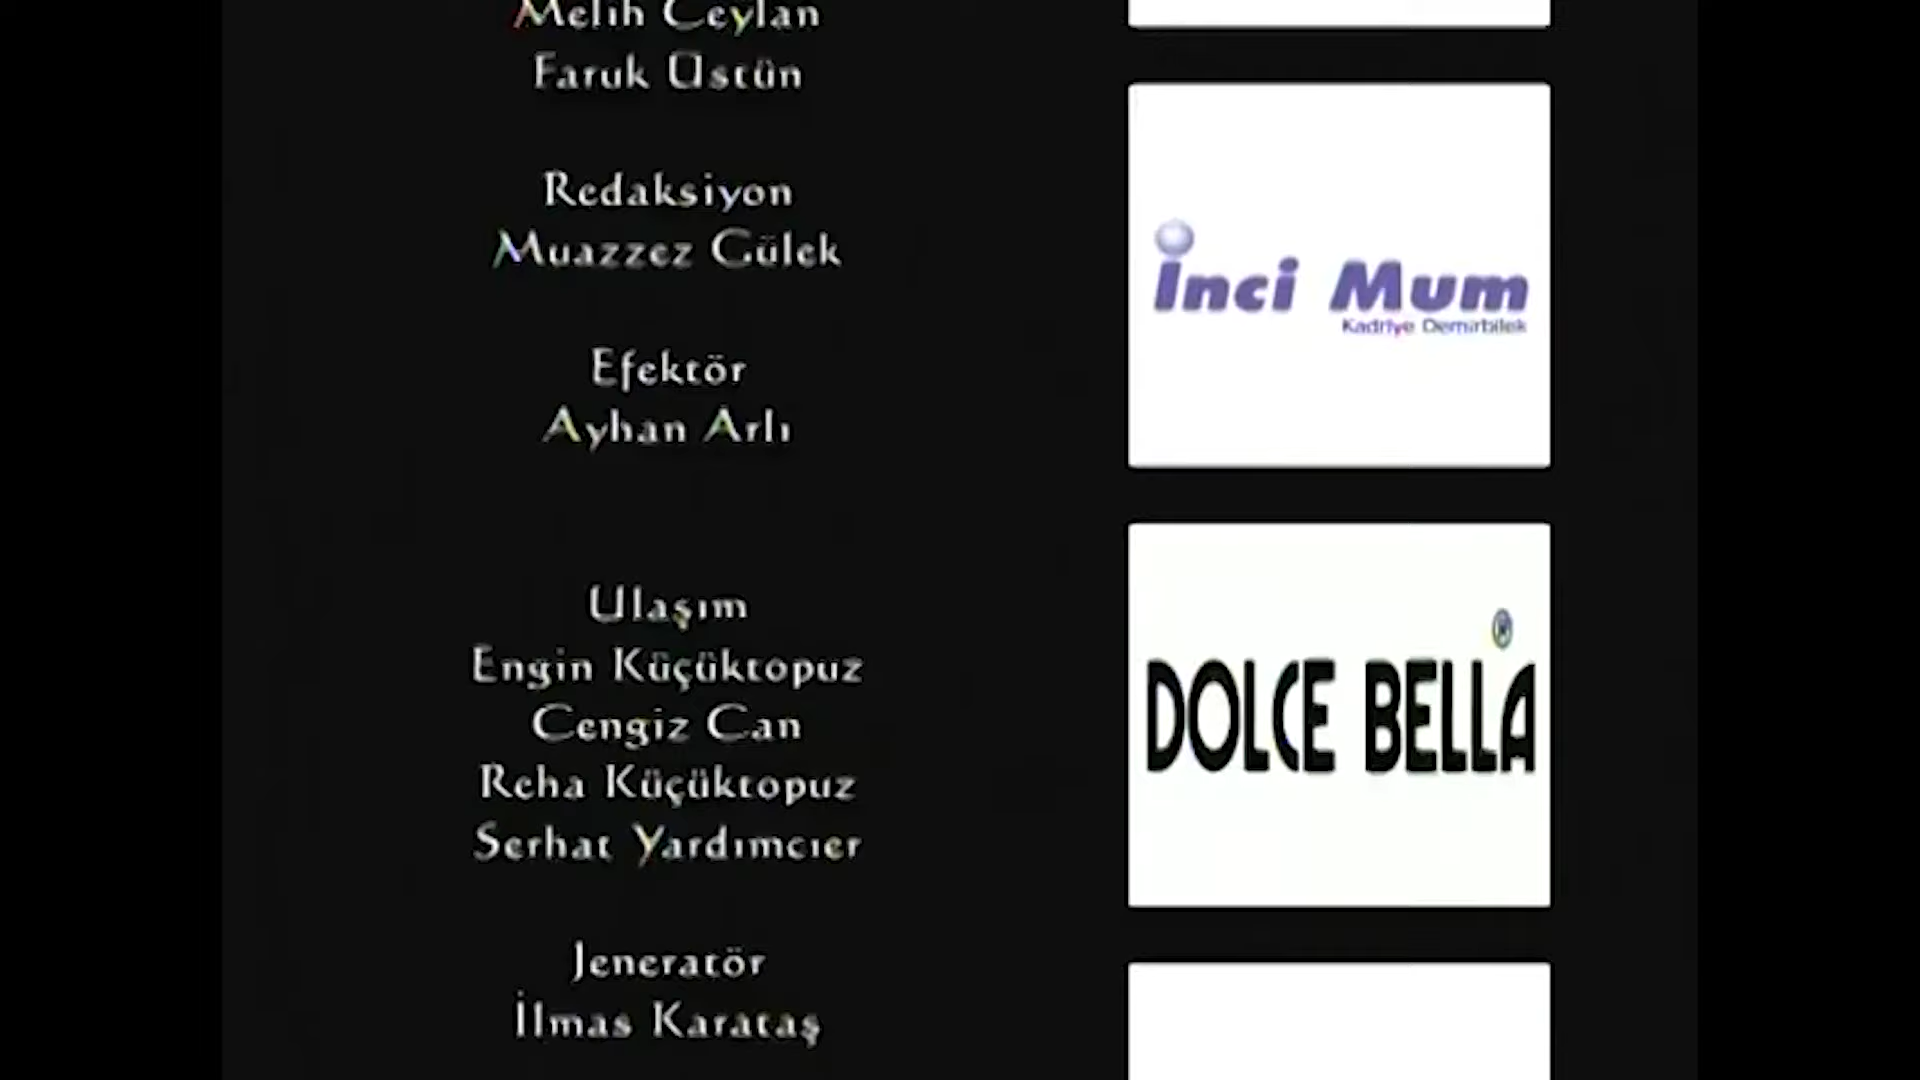 Melih Ceylan
Faruk Üstün
Redaksiyon
Muazzez Gülek
Efektör
Ayhan Arlı
Ulaşım
Engin Küçüktopuz
Cengiz Can
Reha Küçüktopuz
Serhat Yardımcıer
Jeneratör
İlmas Karataş
inci Mum
Kadriye Demirbilek
DOLCE BELLA